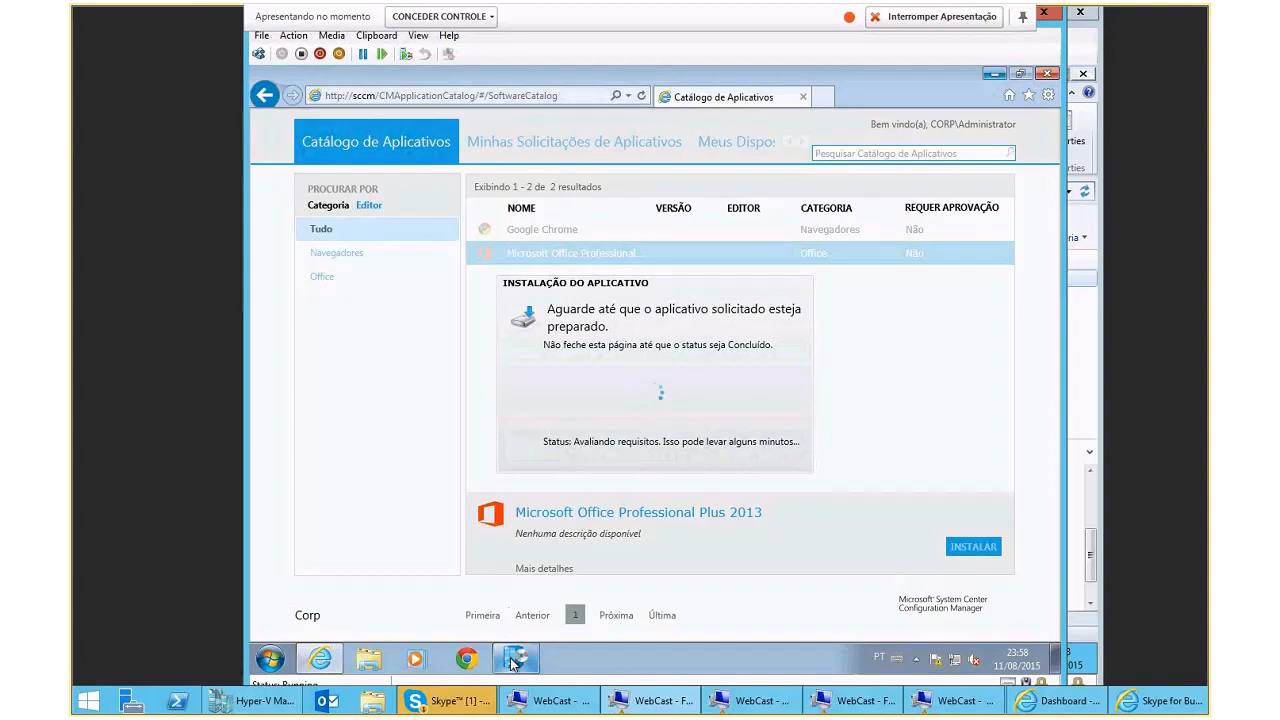 Apresentando no momento
CONCEDER CONTROLE
Interromper Apresentação
File Action Media Clipboard View Help
http://sccm/CMApplicationCatalog/#/SoftwareCatalog
Catálogo de Aplicativos
Bem vindo(a), CORP\Administrator
Catálogo de Aplicativos
Minhas Solicitações de Aplicativos
Meus Dispo:
Pesquisar Catálogo de Aplicativos
PROCURAR POR
Categoria Editor
Tudo
Navegadores
Office
Exibindo 1 - 2 de 2 resultados
NOME VERSÃO EDITOR CATEGORIA REQUER APROVAÇÃO
Google Chrome Navegadores Não
Microsoft Office Professional... Office Não
INSTALAÇÃO DO APLICATIVO
Aguarde até que o aplicativo solicitado esteja
preparado.
Não feche esta página até que o status seja Concluído.
Status: Avaliando requisitos. Isso pode levar alguns minutos...
Microsoft Office Professional Plus 2013
Nenhuma descrição disponível
INSTALAR
Mais detalhes
Corp
Primeira Anterior 1 Próxima Última
Microsoft® System Center
Configuration Manager
PT
23:58
11/08/2015
erties
rties
ria
015
Status: Running
Hyper-V Ma...
Skype™ [1] -...
WebCast - ...
WebCast - F...
WebCast - ...
WebCast - F...
WebCast - ...
Dashboard -...
Skype for Bu...